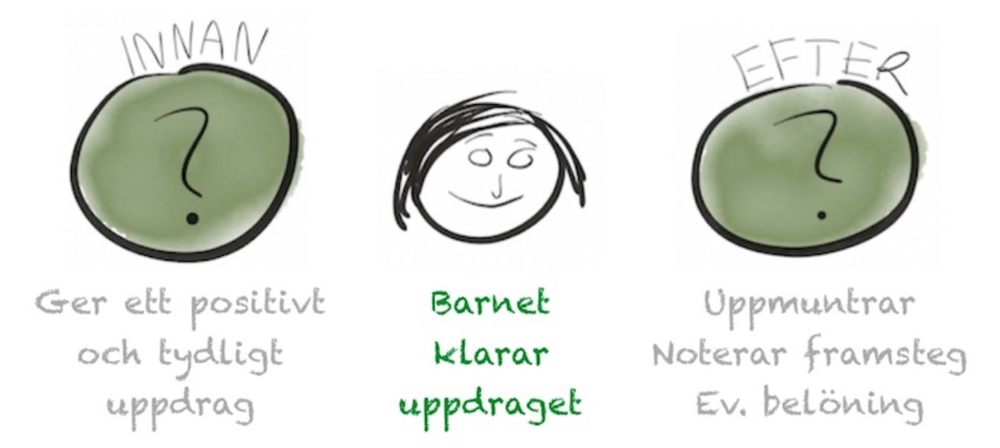 INNAN
?
Ger ett positivt
och tydligt
uppdrag
Barnet
klarar
uppdraget
EFTER
?
Uppmuntrar
Noterar framsteg
Ev. belöning